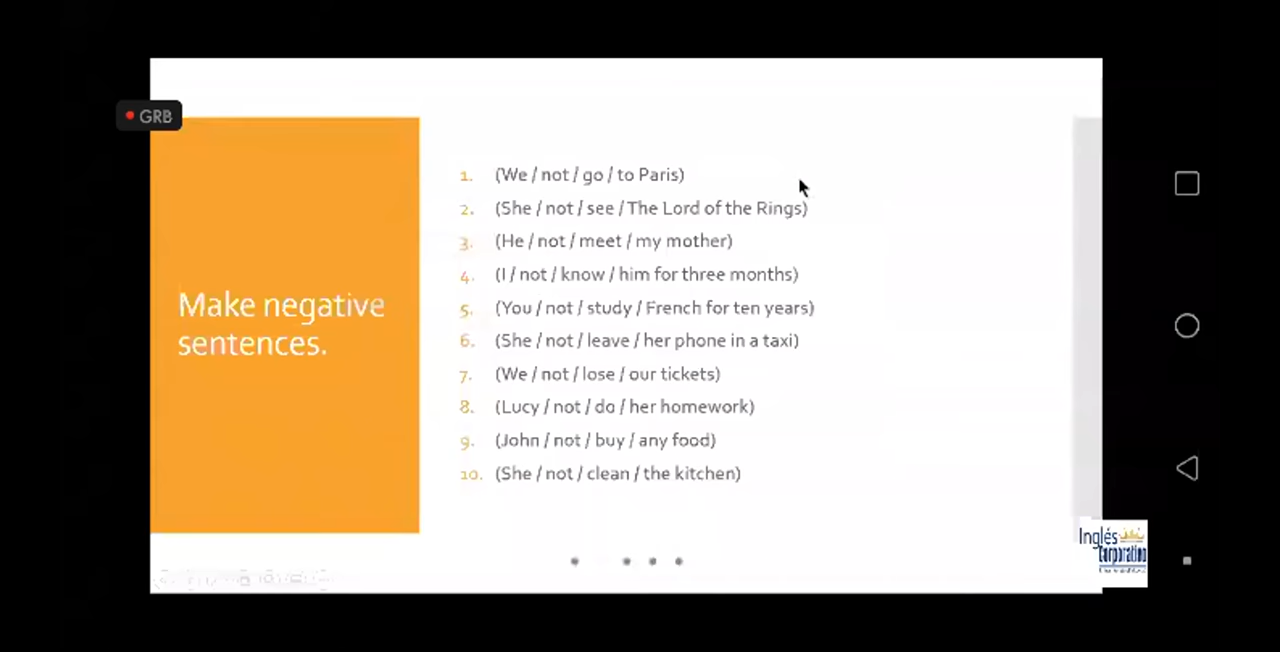 GRB
Make negative
sentences.
1. (We / not / go / to Paris)
2. (She / not / see / The Lord of the Rings)
3. (He / not / meet / my mother)
4. (I / not / know / him for three months)
5. (You / not / study / French for ten years)
6. (She / not / leave / her phone in a taxi)
7. (We / not / lose / our tickets)
8. (Lucy / not / do / her homework)
9. (John / not / buy / any food)
10. (She / not / clean / the kitchen)
Inglés
Corporation